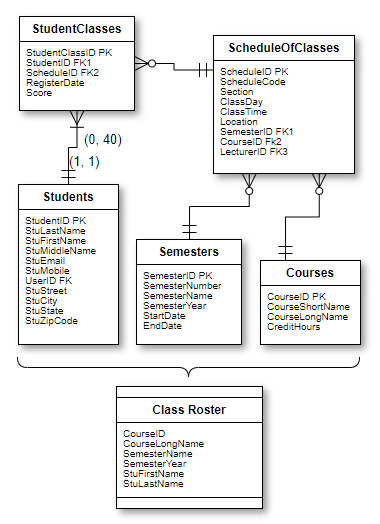 StudentClasses
StudentClassID PK
StudentID FK1
ScheduleID FK2
RegisterDate
Score
ScheduleOfClasses
ScheduleID PK
ScheduleCode
Section
ClassDay
ClassTime
Location
SemesterID FK1
CourseID Fk2
LecturerID FK3
(0, 40)
(1, 1)
Students
StudentID PK
StuLastName
StuFirstName
StuMiddleName
StuEmail
StuMobile
UserID FK
StuStreet
StuCity
StuState
StuZipCode
Semesters
SemesterID PK
SemesterNumber
SemesterName
SemesterYear
StartDate
EndDate
Courses
CourseID PK
CourseShortName
CourseLongName
CreditHours
Class Roster
CourseID
CourseLongName
SemesterName
SemesterYear
StuFirstName
StuLastName